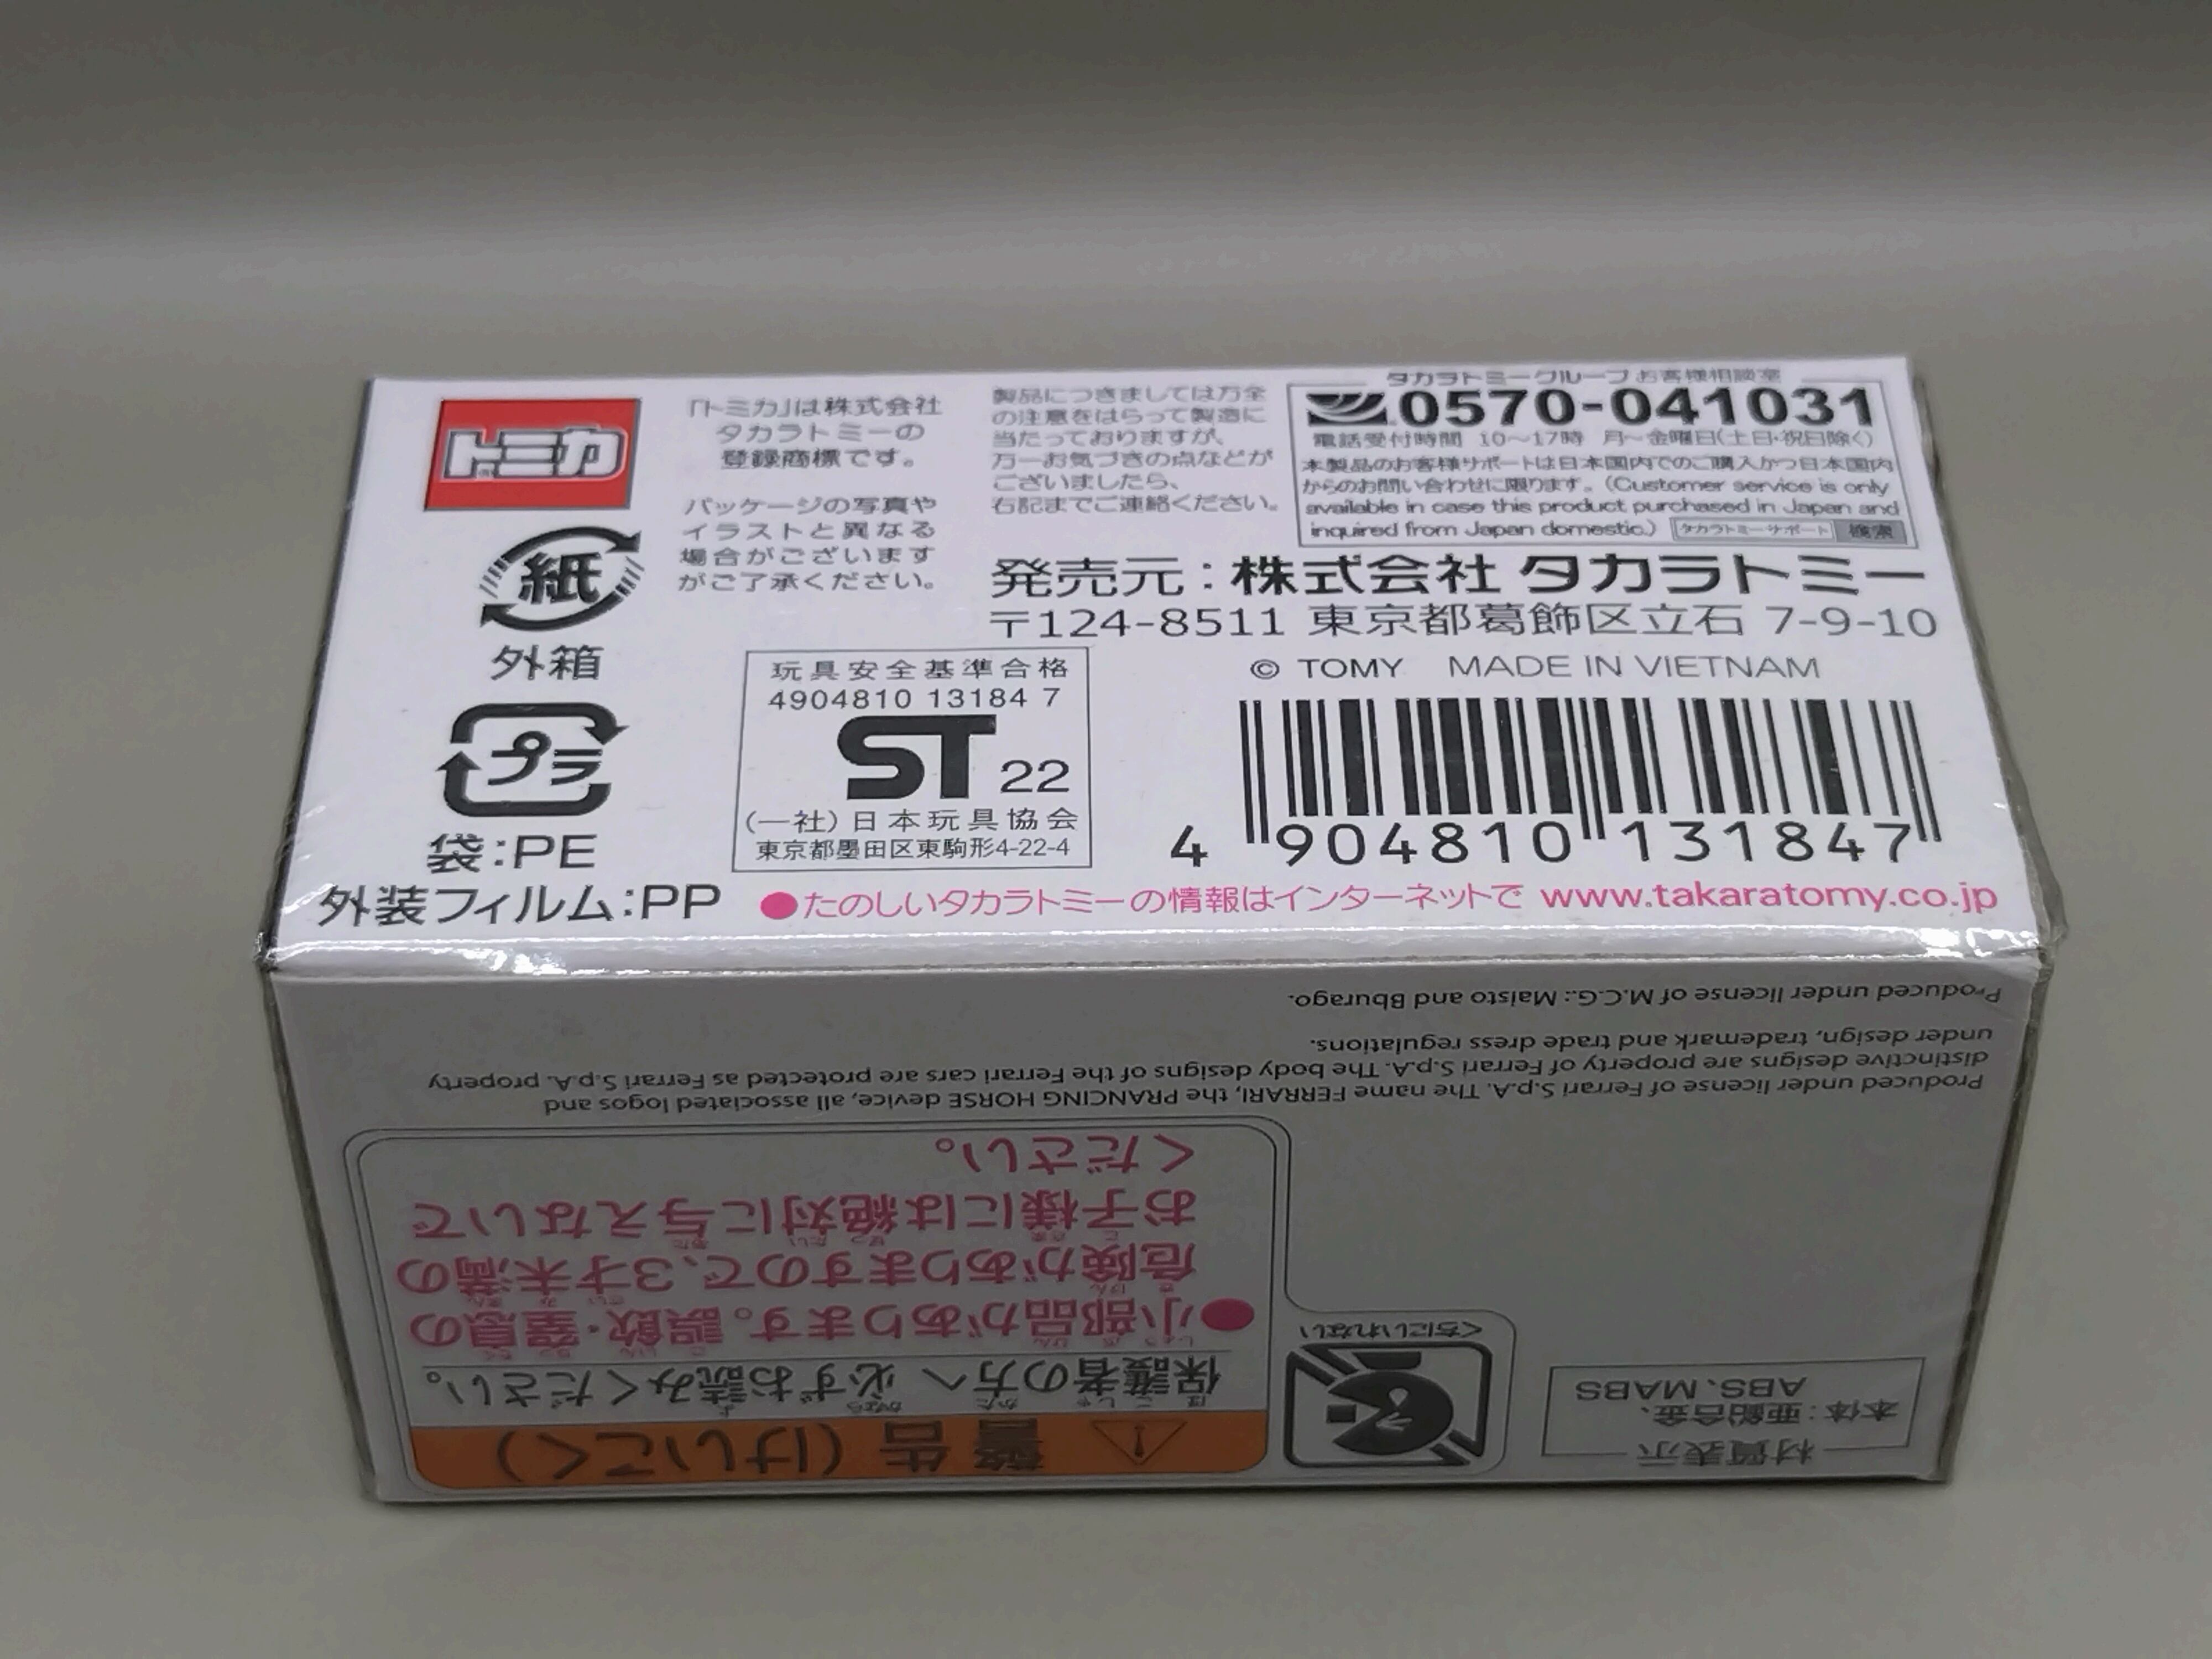 トミカ
「トミカ」は株式会社
タカラトミーの
登録商標です。
パッケージの写真や
イラストと異なる
場合がございます
がご了承ください。
製品につきましては万全
の注意をはらって製造に
当たっておりますが、
万一お気づきの点などが
ございましたら、
右記までご連絡ください。
タカラトミーグループお客様相談室
0570-041031
電話受付時間 10〜17時 月〜金曜日(土日・祝日除く)
本製品のお客様サポートは日本国内でのご購入かつ日本国内
からのお問い合わせに限ります。(Customer service is only
available in case this product purchased in Japan and
inquired from Japan domestic.) タカラトミーサポート 検索
発売元：株式会社 タカラトミー
〒124-8511 東京都葛飾区立石 7-9-10
© TOMY MADE IN VIETNAM
紙
外箱
プラ
袋：PE
外装フィルム：PP
玩具安全基準合格
4904810 13184 7
ST 22
(一社)日本玩具協会
東京都墨田区東駒形4-22-4
4 904810 131847
●たのしいタカラトミーの情報はインターネットで www.takaratomy.co.jp
材質表示
本体：亜鉛合金、
ABS、MABS
くちにいれない
警告(けいこく)
保護者の方へ 必ずお読みください。
●小部品があります。誤飲・窒息の
危険がありますので、3才未満の
お子様には絶対に与えないで
ください。
Produced under license of Ferrari S.p.A. The name FERRARI, the PRANCING HORSE device, all associated logos and
distinctive designs are property of Ferrari S.p.A. The body designs of the Ferrari cars are protected as Ferrari S.p.A. property
under design, trademark and trade dress regulations.
Produced under license of M.C.G.: Maisto and Bburago.